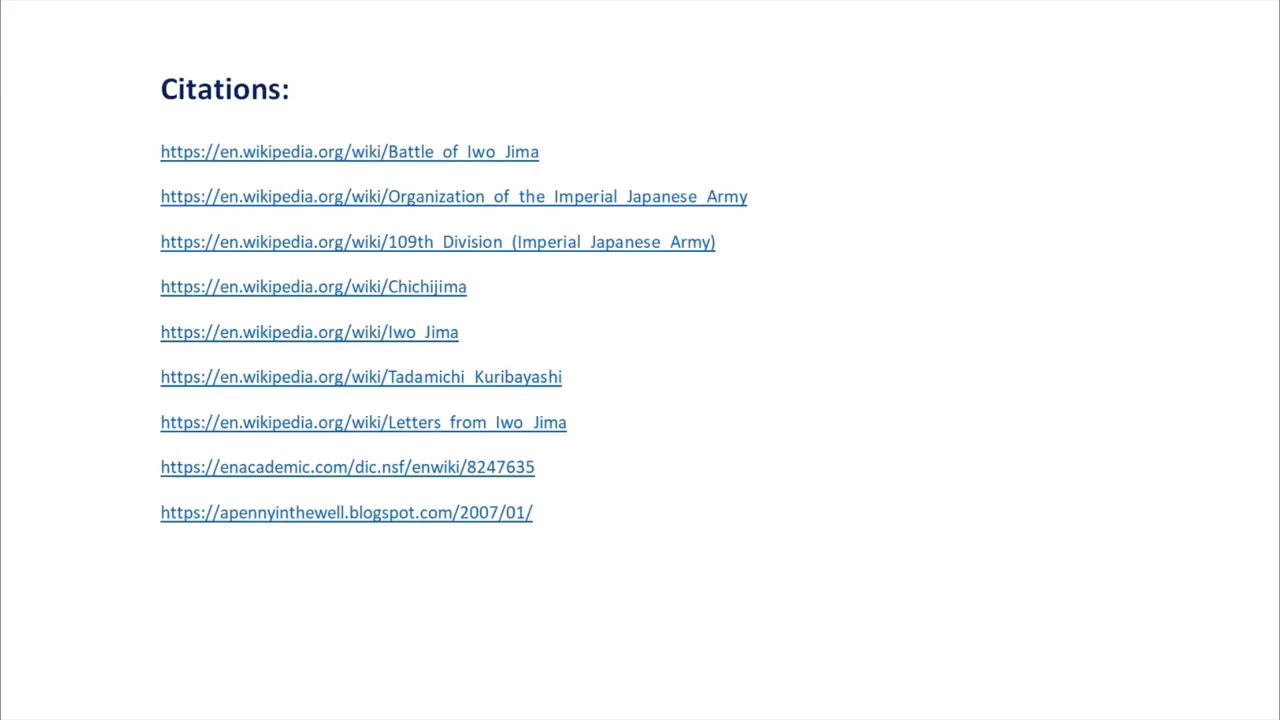 Citations:
https://en.wikipedia.org/wiki/Battle_of_Iwo_Jima
https://en.wikipedia.org/wiki/Organization_of_the_Imperial_Japanese_Army
https://en.wikipedia.org/wiki/109th_Division_(Imperial_Japanese_Army)
https://en.wikipedia.org/wiki/Chichijima
https://en.wikipedia.org/wiki/Iwo_Jima
https://en.wikipedia.org/wiki/Tadamichi_Kuribayashi
https://en.wikipedia.org/wiki/Letters_from_Iwo_Jima
https://enacademic.com/dic.nsf/enwiki/8247635
https://apennyinthewell.blogspot.com/2007/01/